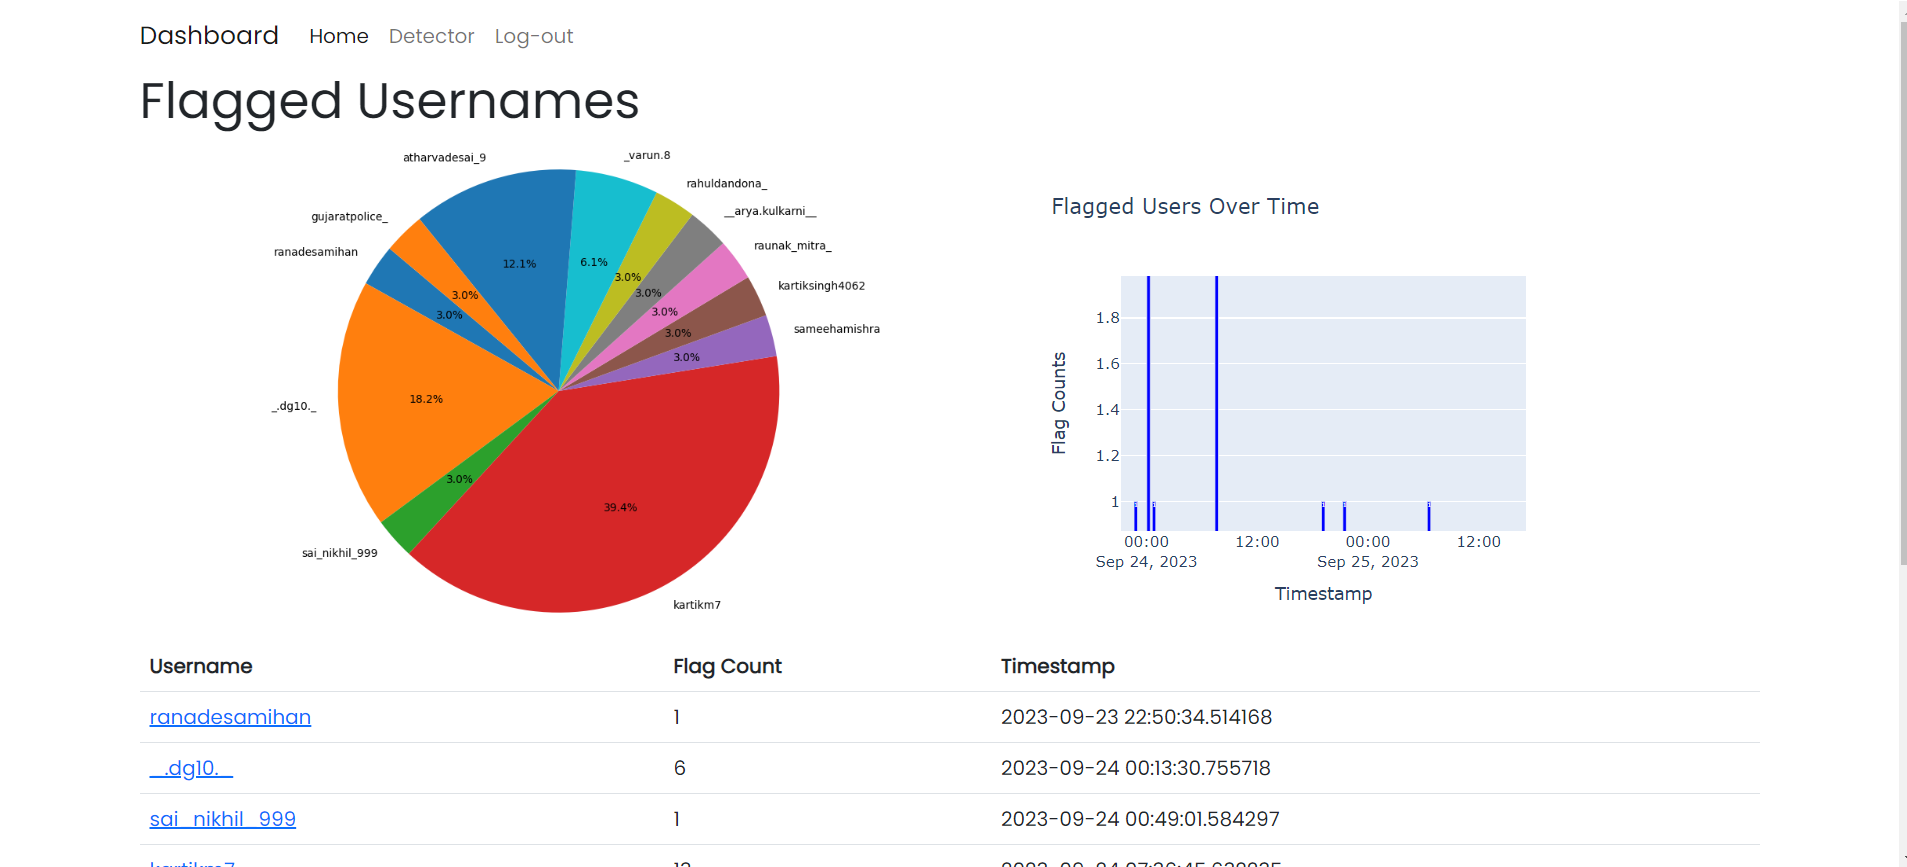 Dashboard Home Detector Log-out
Flagged Usernames
atharvadesai_9
_varun.8
rahuldandona_
__arya.kulkarni__
gujaratpolice_
raunak_mitra_
ranadesamihan
kartiksingh4062
sameehamishra
_.dg10._
sai_nikhil_999
kartikm7
12.1%
6.1%
3.0%
3.0%
3.0%
3.0%
3.0%
3.0%
3.0%
18.2%
3.0%
39.4%
Flagged Users Over Time
Flag Counts
1.8
1.6
1.4
1.2
1
00:00 12:00 00:00 12:00
Sep 24, 2023 Sep 25, 2023
Timestamp
Username Flag Count Timestamp
ranadesamihan 1 2023-09-23 22:50:34.514168
_.dg10._ 6 2023-09-24 00:13:30.755718
sai_nikhil_999 1 2023-09-24 00:49:01.584297
kartikm7